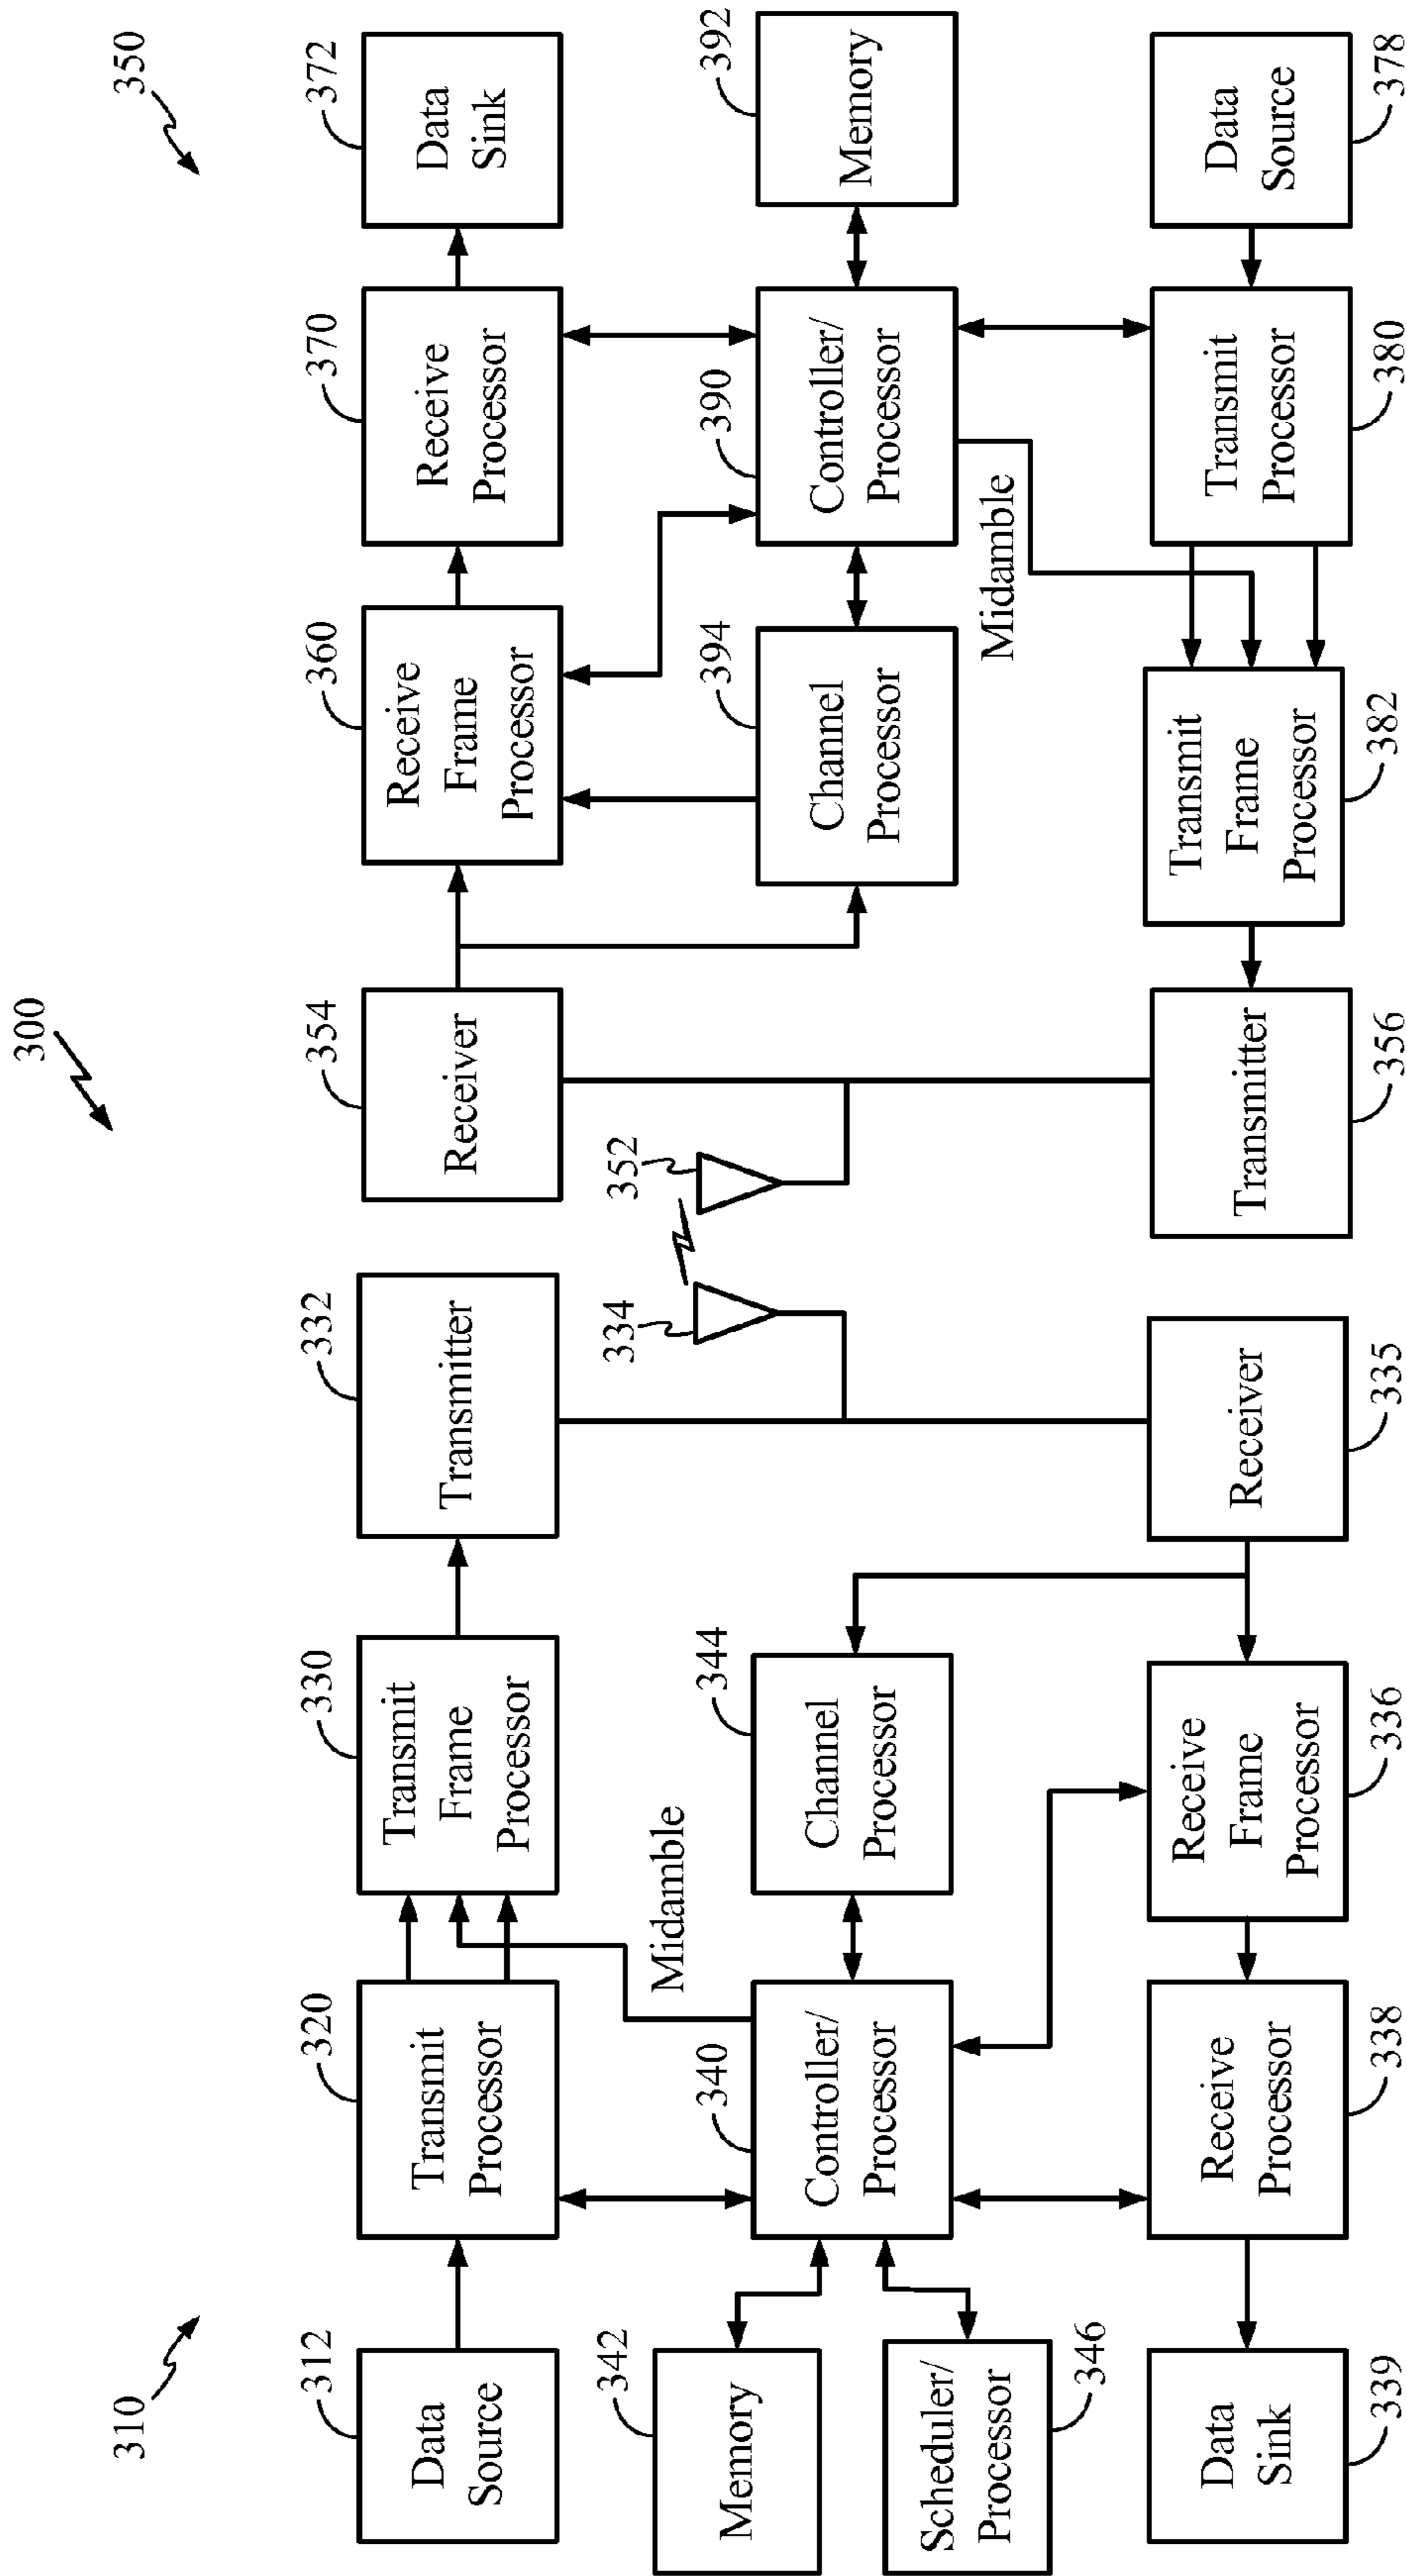 300
310
350
312
Data
Source
320
Transmit
Processor
330
Transmit
Frame
Processor
332
Transmitter
354
Receiver
360
Receive
Frame
Processor
370
Receive
Processor
372
Data
Sink
Midamble
334
352
342
Memory
340
Controller/
Processor
344
Channel
Processor
394
Channel
Processor
390
Controller/
Processor
392
Memory
Scheduler/
Processor
346
Midamble
Data
Sink
339
Receive
Processor
338
Receive
Frame
Processor
336
Receiver
335
Transmitter
356
Transmit
Frame
Processor
382
Transmit
Processor
380
Data
Source
378